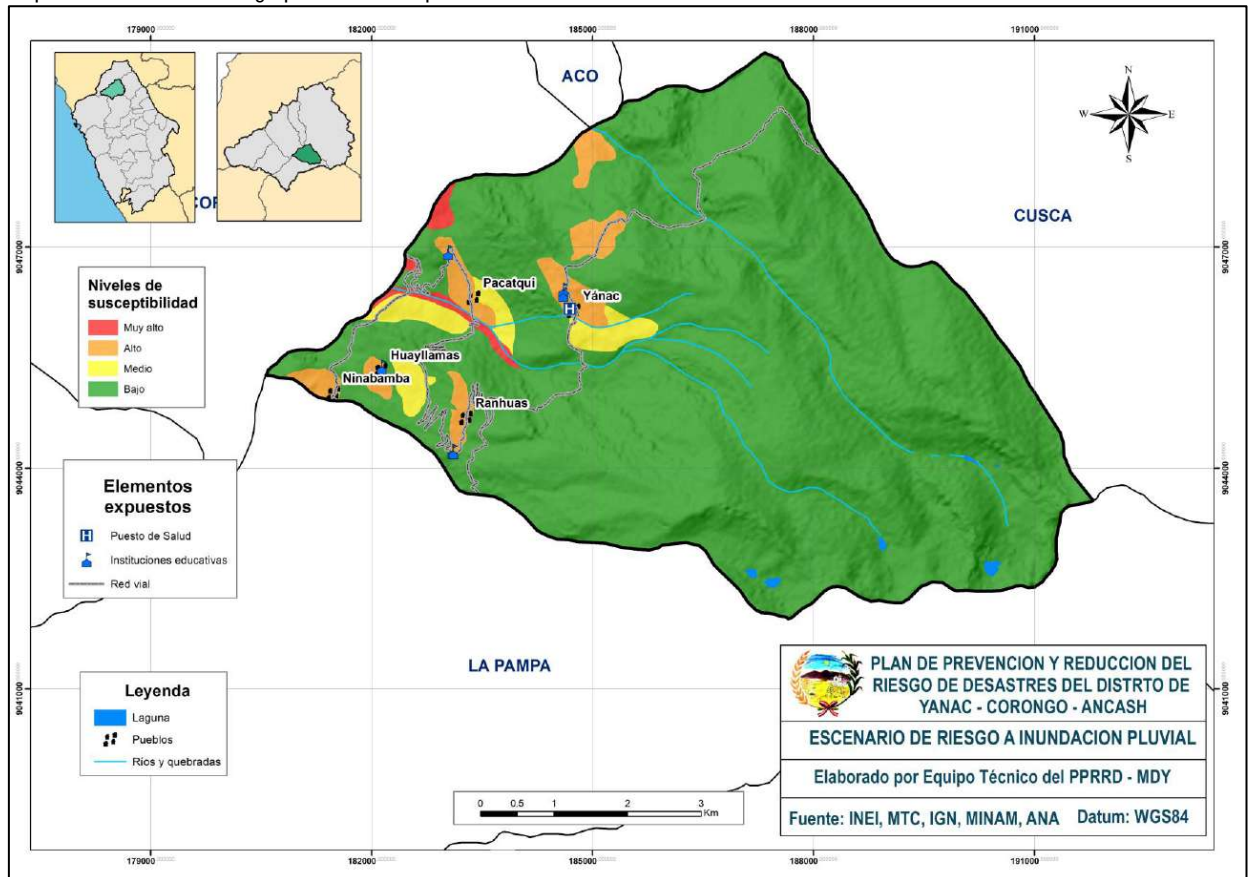 179000
182000
185000
188000
191000
ACO
N
W
E
S
CUSCA
9047000
9047000
Niveles de
susceptibilidad
Muy alto
Alto
Medio
Bajo
Pacatqui
Yánac
Huayllamas
Ninabamba
Ranhuas
9044000
9044000
Elementos
expuestos
H
Puesto de Salud
Instituciones educativas
Red vial
LA PAMPA
Leyenda
Laguna
Pueblos
Ríos y quebradas
9041000
9041000
PLAN DE PREVENCION Y REDUCCION DEL
RIESGO DE DESASTRES DEL DISTRTO DE
YANAC - CORONGO - ANCASH
ESCENARIO DE RIESGO A INUNDACION PLUVIAL
Elaborado por Equipo Técnico del PPRRD - MDY
Fuente: INEI, MTC, IGN, MINAM, ANA Datum: WGS84
0 0.5 1 2 3
Km
179000
182000
185000
188000
191000